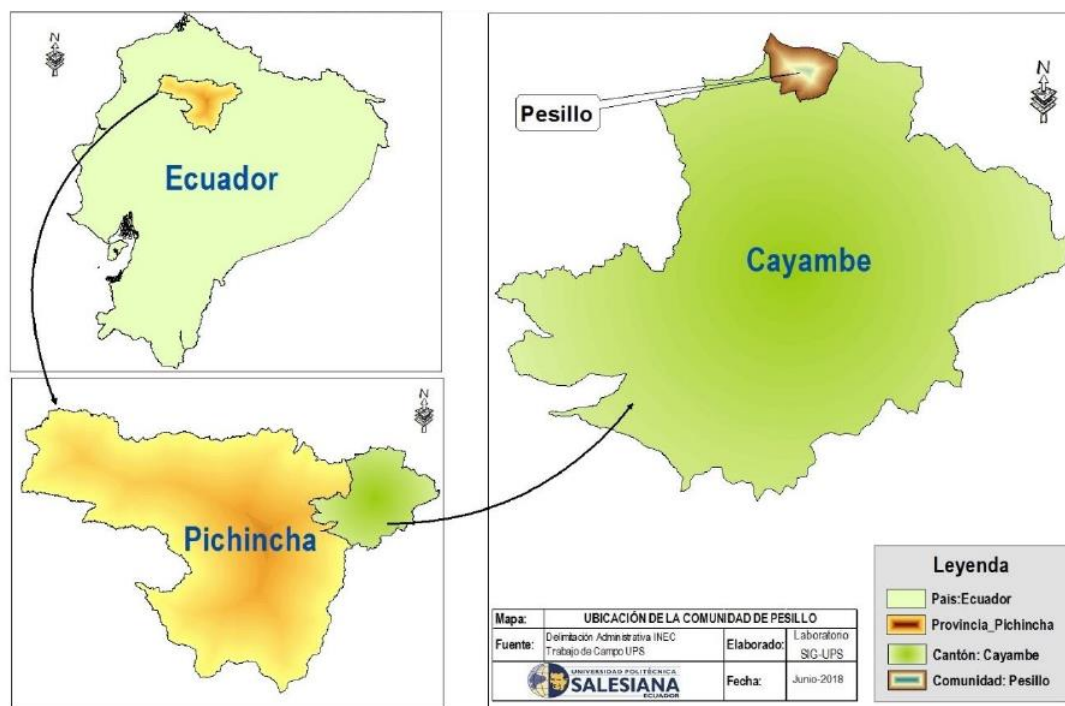 N
Ecuador
N
Pichincha
Pesillo
N
Cayambe
Leyenda
Pais:Ecuador
Provincia_Pichincha
Cantón: Cayambe
Comunidad: Pesillo
Mapa: UBICACIÓN DE LA COMUNIDAD DE PESILLO
Fuente: Delimitación Administrativa INEC
Trabajo de Campo UPS
Elaborado: Laboratorio
SIG-UPS
UNIVERSIDAD POLITÉCNICA
SALESIANA
ECUADOR
Fecha: Junio-2018